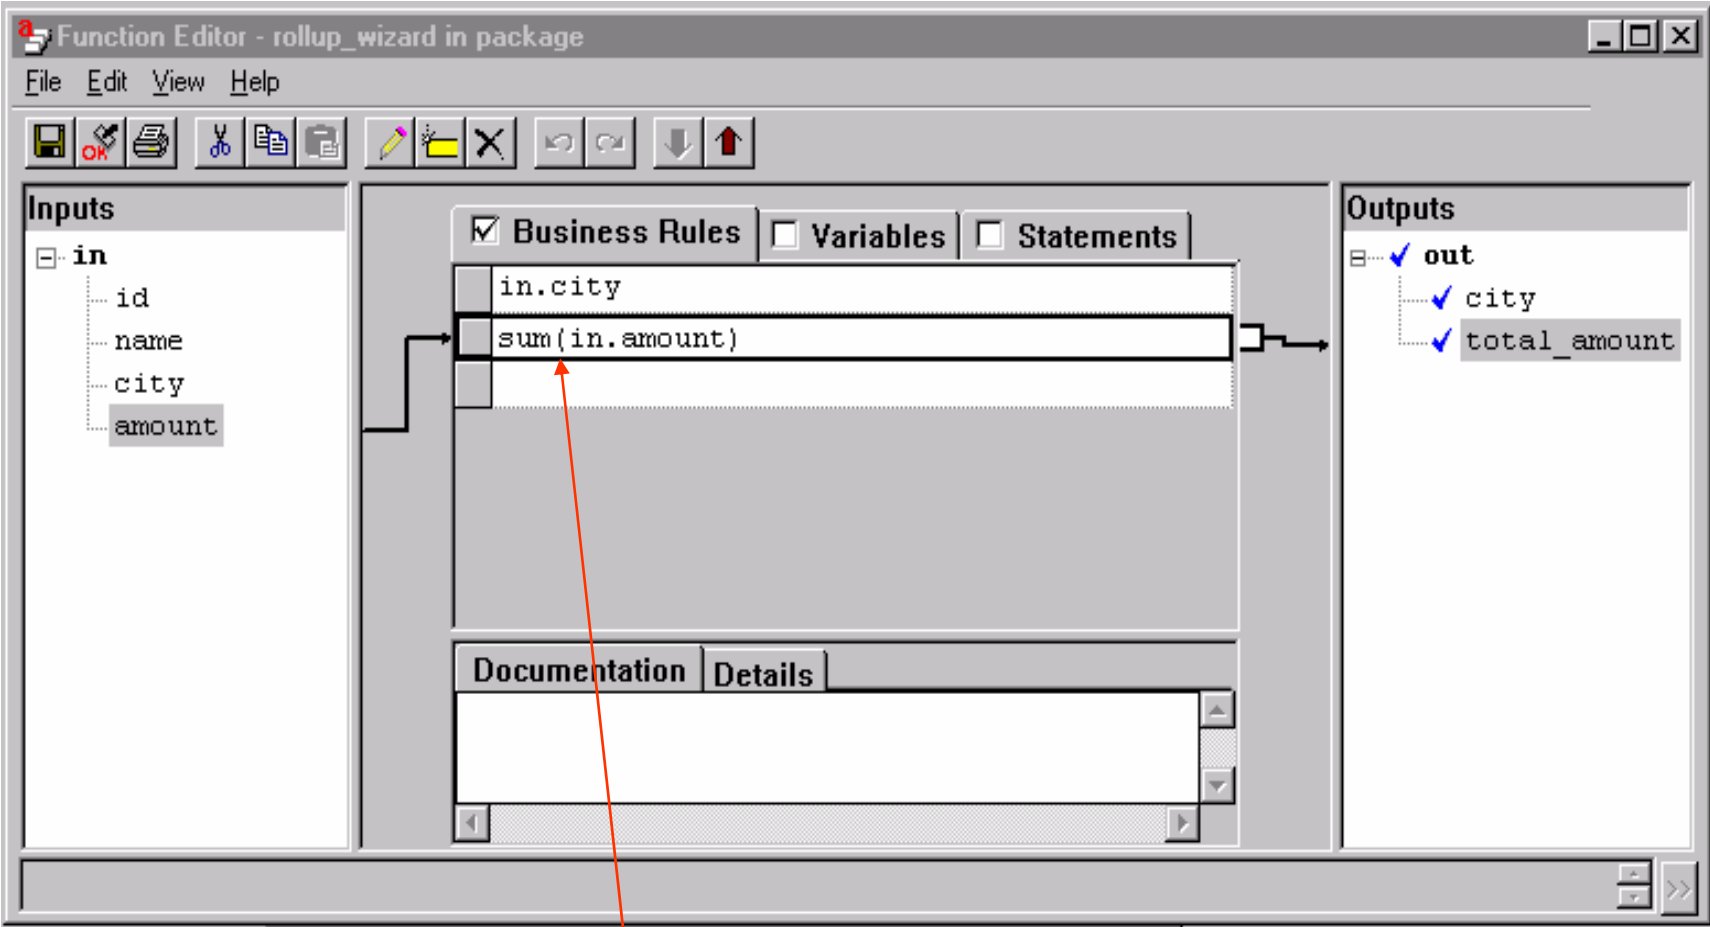 Function Editor - rollup_wizard in package
File Edit View Help
OK
Inputs
in
id
name
city
amount
Business Rules
Variables
Statements
in.city
sum(in.amount)
Documentation
Details
Outputs
out
city
total_amount
>>